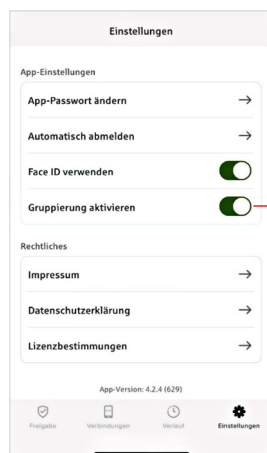 Einstellungen
App-Einstellungen
App-Passwort ändern
Automatisch abmelden
Face ID verwenden
Gruppierung aktivieren
Rechtliches
Impressum
Datenschutzerklärung
Lizenzbestimmungen
App-Version: 4.2.4 (629)
Freigabe Verbindungen Verlauf Einstellungen